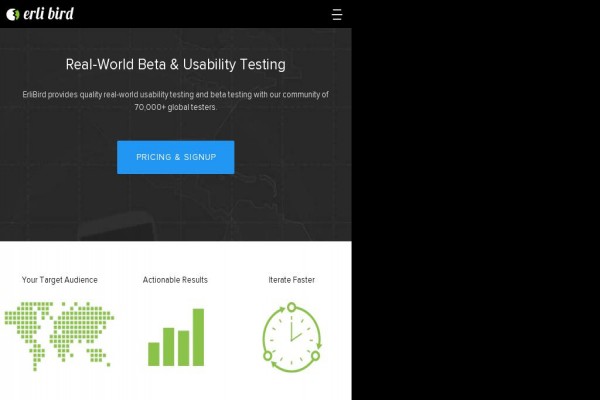 erli bird
Real-World Beta & Usability Testing
ErliBird provides quality real-world usability testing and beta testing with our community of
70,000+ global testers.
PRICING & SIGNUP
Your Target Audience
Actionable Results
Iterate Faster